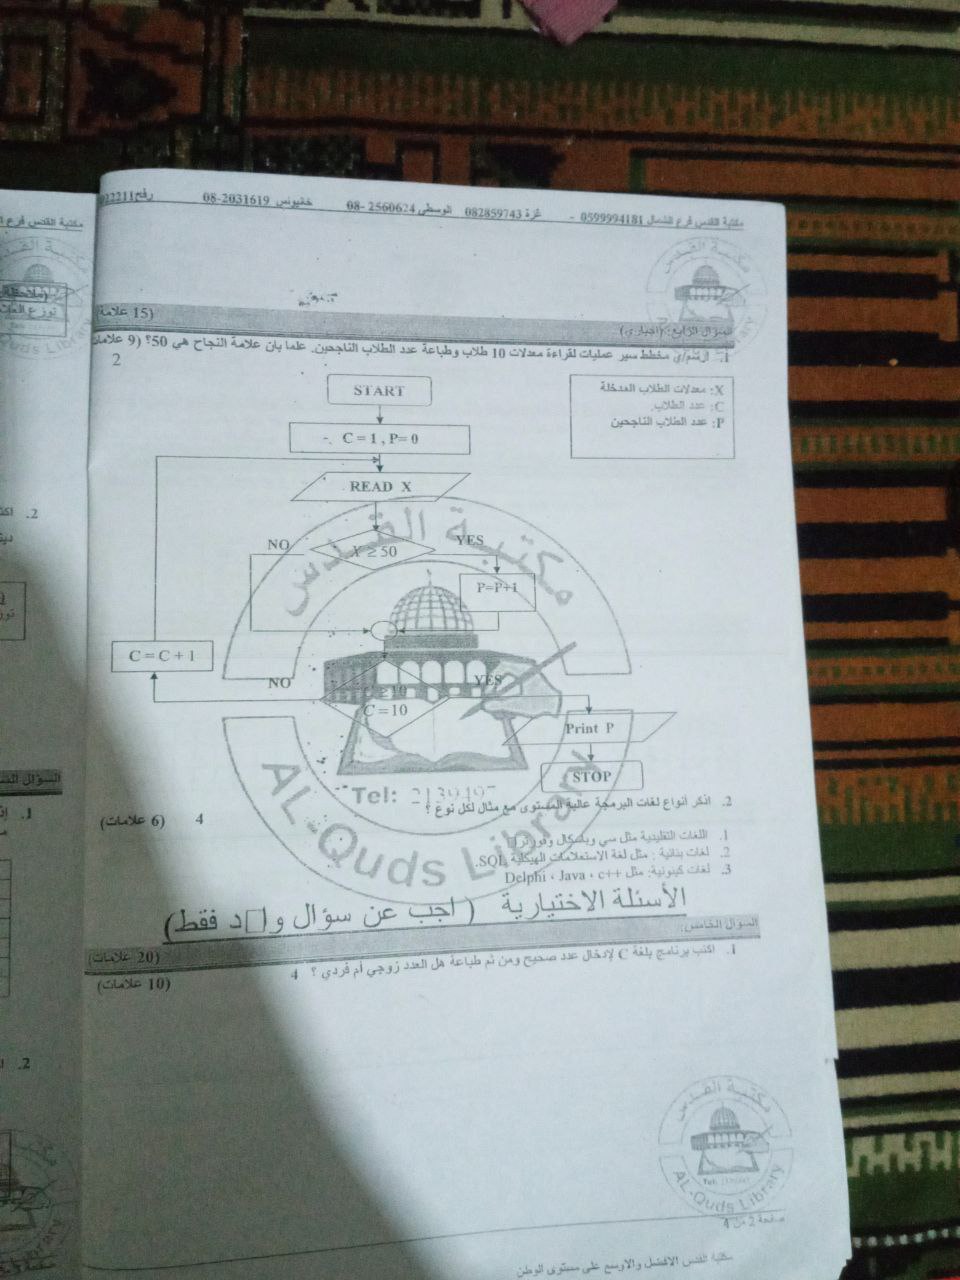 مكتبة القدس فرع الشمال 0599994181 - غزة 082859743 الوسطى 2560624 -08 خانيونس 2031619-08 رفح
(15 علامة)
السؤال الرابع: (اجباري)
1. ارسم/ي مخطط سير عمليات لقراءة معدلات 10 طلاب وطباعة عدد الطلاب الناجحين. علما بان علامة النجاح هي 50؟ (9 علامات
2
X: معدلات الطلاب المدخلة
C: عدد الطلاب.
P: عدد الطلاب الناجحين
START
C = 1 , P= 0
READ X
NO
X ≥ 50
YES
P=P+1
C = C + 1
NO
YES
C = 10
Print P
STOP
2. اذكر أنواع لغات البرمجة عالية المستوى مع مثال لكل نوع ؟
4
(6 علامات)
1. اللغات التقليدية مثل سي وباسكال وفورتران
2. لغات بيانية : مثل لغة الاستعلامات الهيكلية SQL.
3. لغات كينونية: مثل c++ ، Java ، Delphi
الأسئلة الاختيارية ( اجب عن سؤال و□د فقط)
السؤال الخامس:
(20 علامات)
1. اكتب برنامج بلغة C لإدخال عدد صحيح ومن ثم طباعة هل العدد زوجي أم فردي ؟ 4
(10 علامات)
مكتبة القدس
AL-Quds Library
Tel: 2139497
مكتبة القدس
AL-Quds Library
صفحة 2 من 4
مكتبة القدس الافضل والاوسع على مستوى الوطن